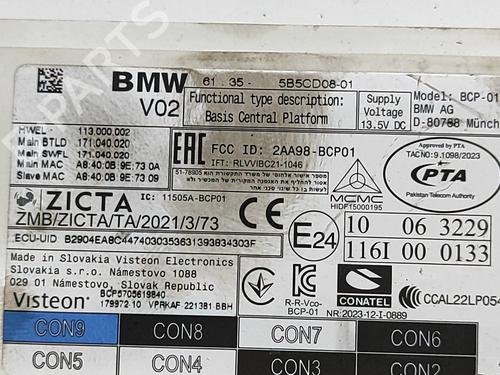 BMW
V02
61 35 - 5B5CD08-01
Functional type description:
Basis Central Platform
Supply
Voltage
13.5V DC
Model: BCP-01
BMW AG
D-80788 Mün
HWEL - 113.000.002
Main BTLD 171.040.020
Main SWFL 171.040.020
Main MAC A8:40:0B:9E:73:0A
Slave MAC A8:40:0B:9E:73:09
EAC
FCC ID: 2AA98-BCP01
IFT: RLVVIBC21-1046
MCMC
HIDF15000195
Approved by PTA
TAC NO: 9.1098/2023
PTA
Pakistan Telecom Authority
ZICTA
IC: 11505A-BCP01
ZMB/ZICTA/TA/2021/3/73
ECU-UID B2904EA8C4474030353631393834303F
E24
10 06 3229
116I 00 0133
Made in Slovakia Visteon Electronics
Slovakia s.r.o. Námestovo 1088
029 01 Námestovo, Slovak Republic
BCP5705619840
Visteon 179972-10 VPRKAF 221381 BBH
R-R-Vco-
BCP-01
CONATEL
NR:2023-12-I-0889
CCAL22LP054
CON9
CON8
CON7
CON6
CON5
CON4
CON3
CON2